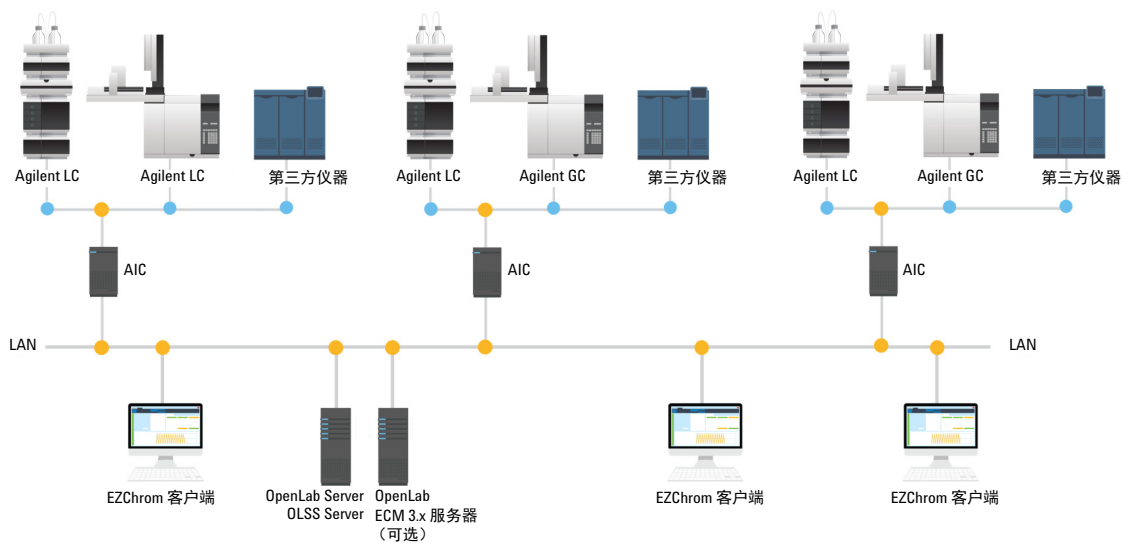 Agilent LC
Agilent LC
第三方仪器
Agilent LC
Agilent GC
第三方仪器
Agilent LC
Agilent GC
第三方仪器
AIC
AIC
AIC
LAN
LAN
EZChrom 客户端
OpenLab Server
OLSS Server
OpenLab
ECM 3.x 服务器
（可选）
EZChrom 客户端
EZChrom 客户端